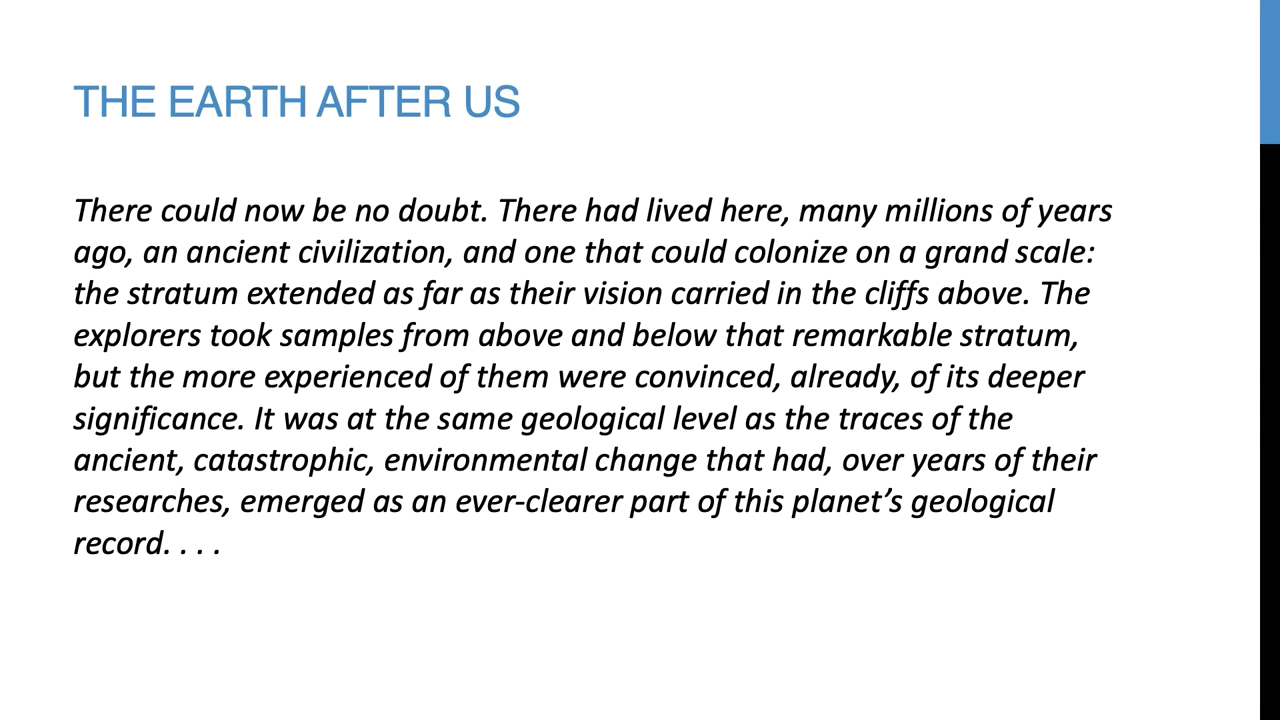 THE EARTH AFTER US
There could now be no doubt. There had lived here, many millions of years
ago, an ancient civilization, and one that could colonize on a grand scale:
the stratum extended as far as their vision carried in the cliffs above. The
explorers took samples from above and below that remarkable stratum,
but the more experienced of them were convinced, already, of its deeper
significance. It was at the same geological level as the traces of the
ancient, catastrophic, environmental change that had, over years of their
researches, emerged as an ever-clearer part of this planet’s geological
record. . . .